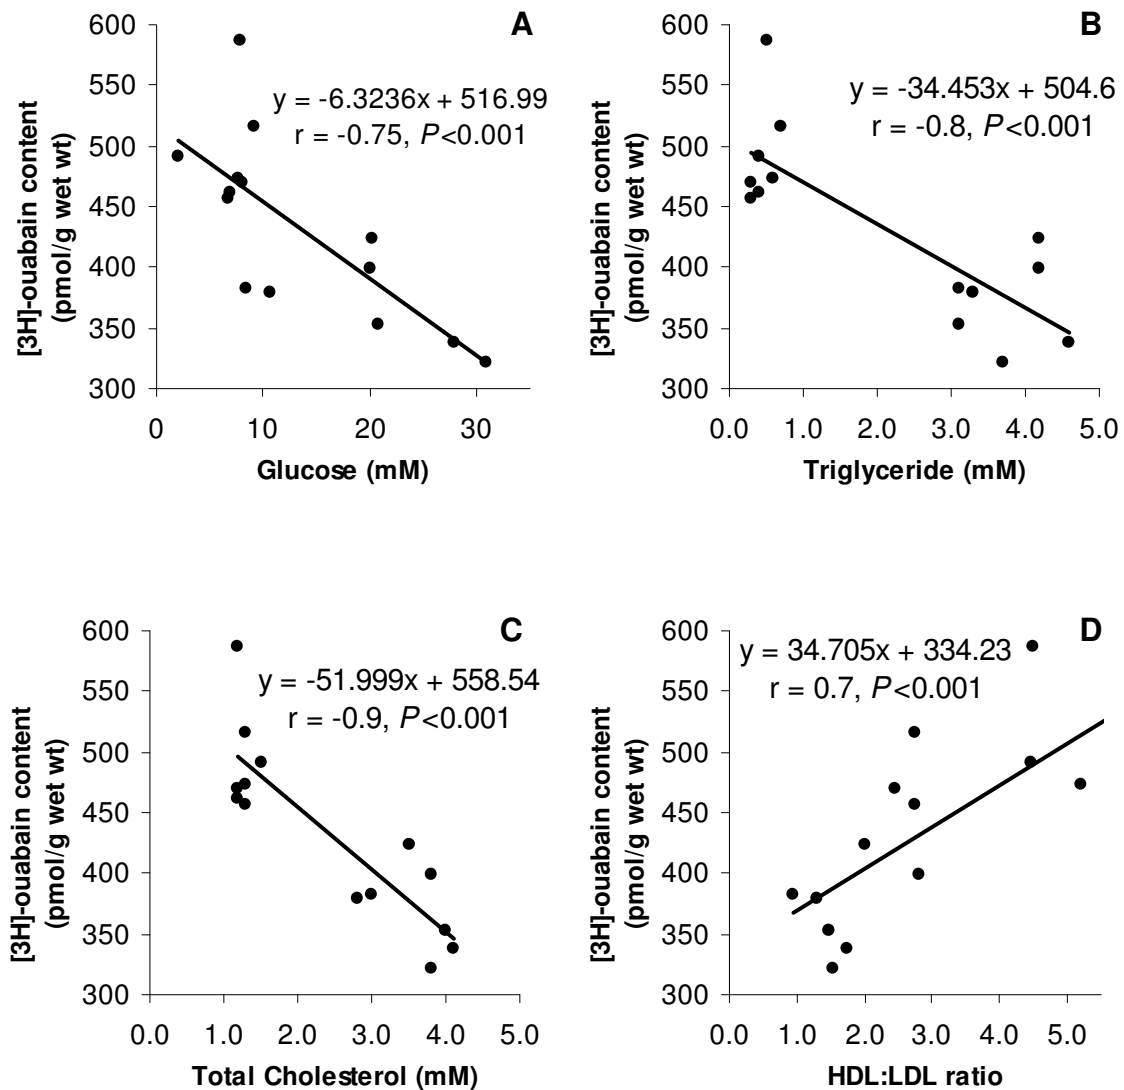 A
600
550
500
450
400
350
300
[3H]-ouabain content
(pmol/g wet wt)
y = -6.3236x + 516.99
r = -0.75, P<0.001
0 10 20 30
Glucose (mM)
B
600
550
500
450
400
350
300
[3H]-ouabain content
(pmol/g wet wt)
y = -34.453x + 504.6
r = -0.8, P<0.001
0.0 1.0 2.0 3.0 4.0 5.0
Triglyceride (mM)
C
600
550
500
450
400
350
300
[3H]-ouabain content
(pmol/g wet wt)
y = -51.999x + 558.54
r = -0.9, P<0.001
0.0 1.0 2.0 3.0 4.0 5.0
Total Cholesterol (mM)
D
600
550
500
450
400
350
300
[3H]-ouabain content
(pmol/g wet wt)
y = 34.705x + 334.23
r = 0.7, P<0.001
0.0 1.0 2.0 3.0 4.0 5.0
HDL:LDL ratio